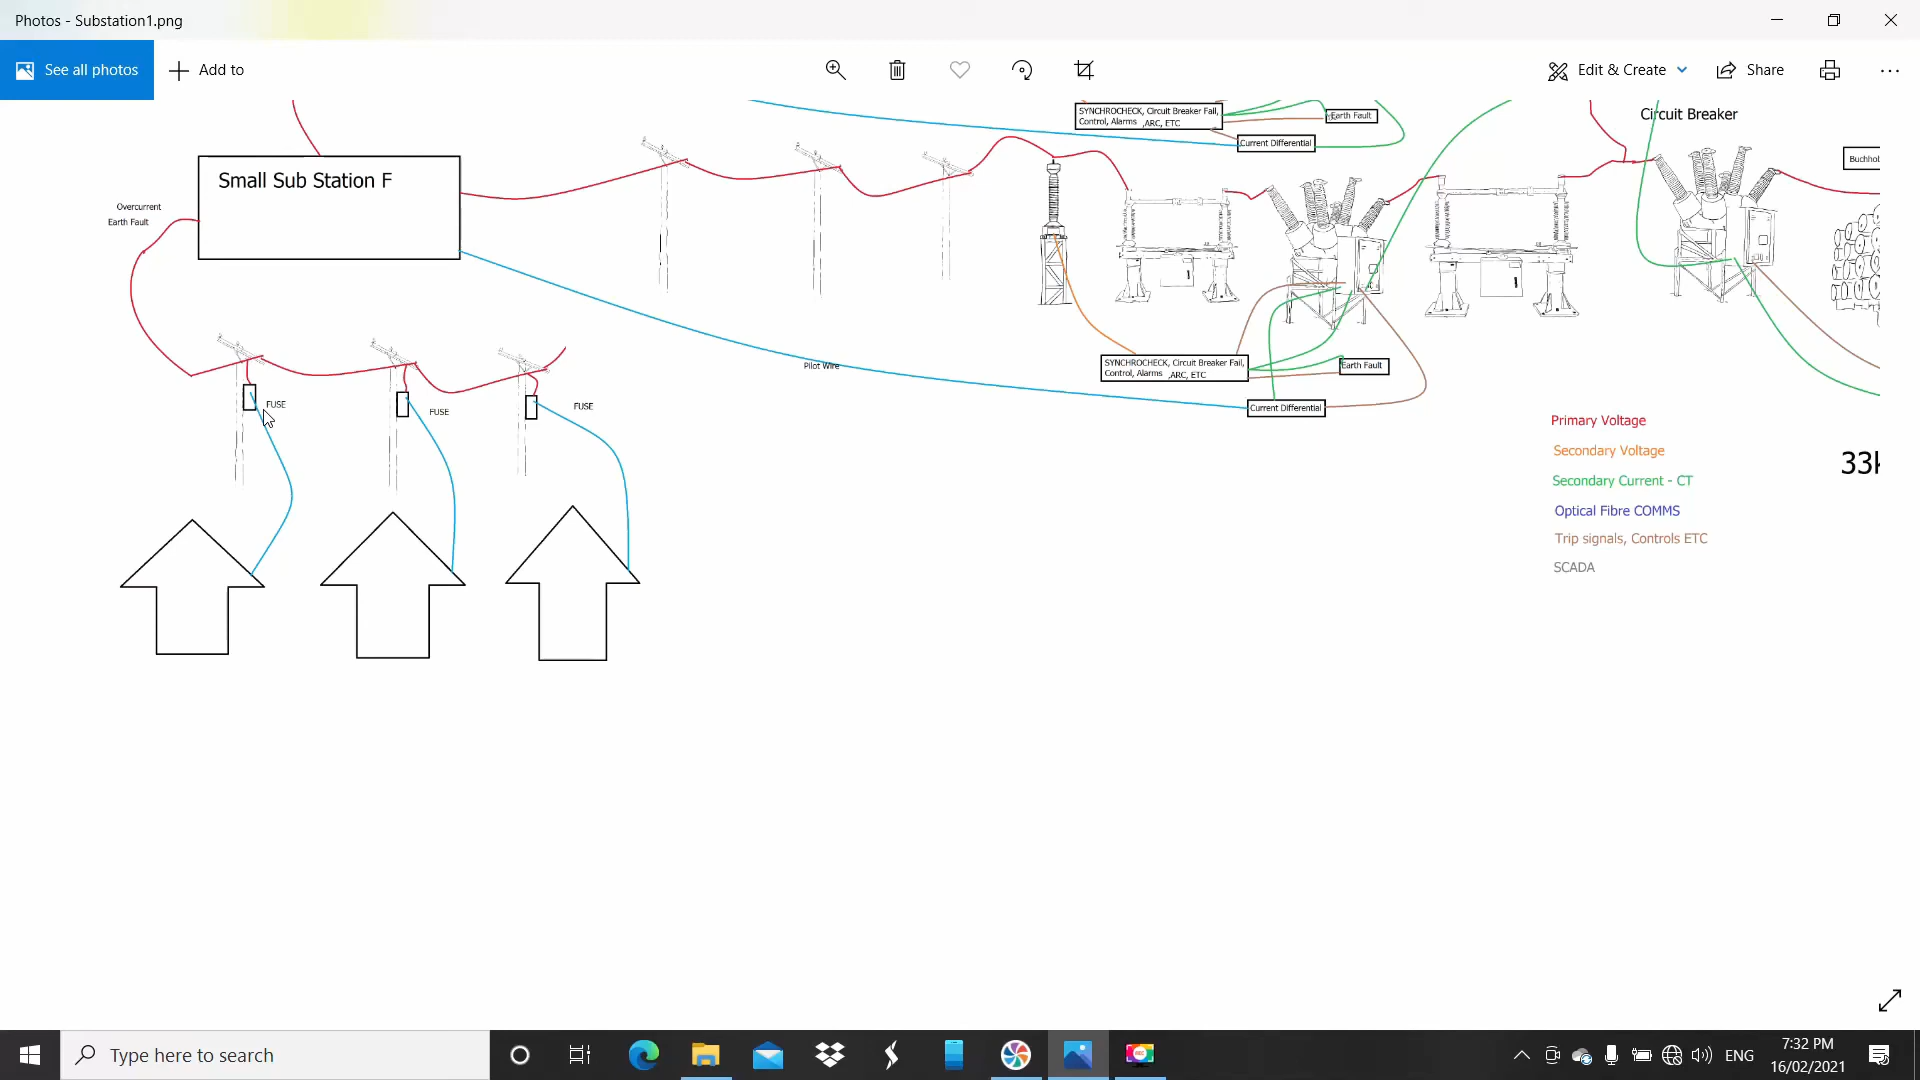 Photos - Substation1.png
See all photos
Add to
Edit & Create
Share
SYNCHROCHECK, Circuit Breaker Fail,
Control, Alarms ,ARC, ETC
Earth Fault
Current Differential
Circuit Breaker
Small Sub Station F
Overcurrent
Earth Fault
Pilot Wire
SYNCHROCHECK, Circuit Breaker Fail,
Control, Alarms ,ARC, ETC
Earth Fault
Current Differential
FUSE
FUSE
FUSE
Primary Voltage
Secondary Voltage
Secondary Current - CT
Optical Fibre COMMS
Trip signals, Controls ETC
SCADA
Type here to search
ENG
7:32 PM
16/02/2021